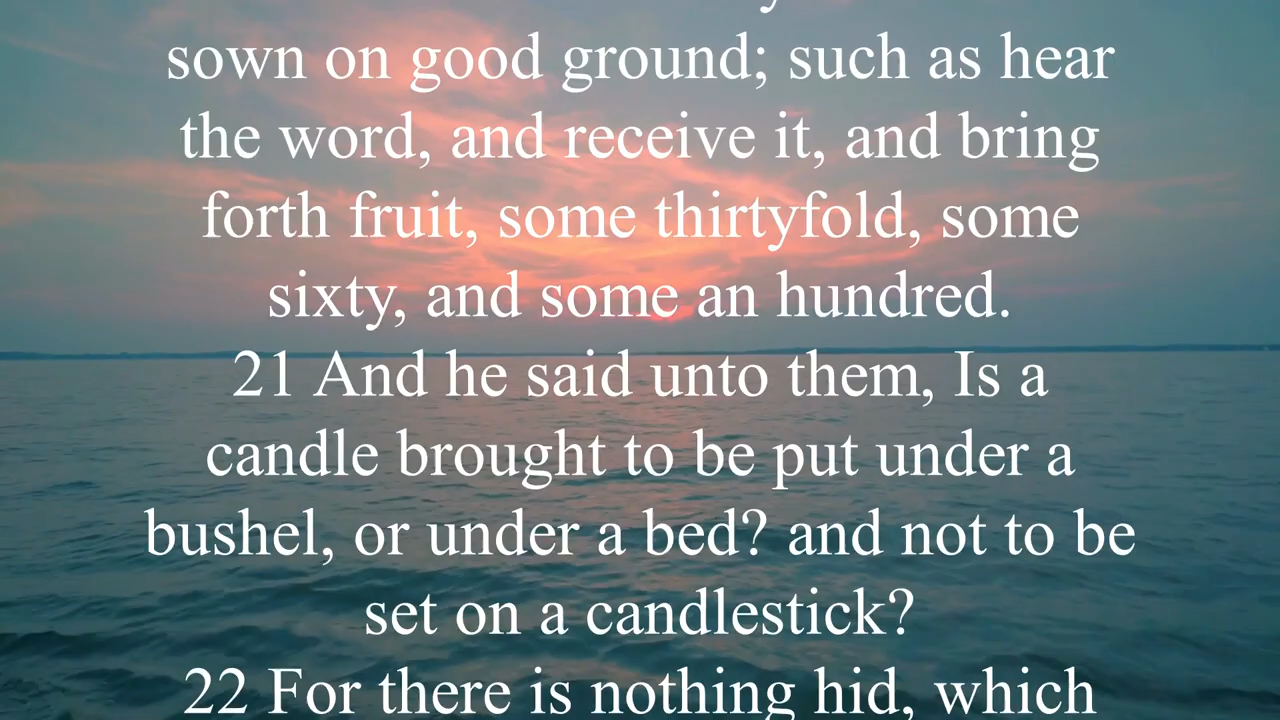 sown on good ground; such as hear
the word, and receive it, and bring
forth fruit, some thirtyfold, some
sixty, and some an hundred.
21 And he said unto them, Is a
candle brought to be put under a
bushel, or under a bed? and not to be
set on a candlestick?
22 For there is nothing hid, which